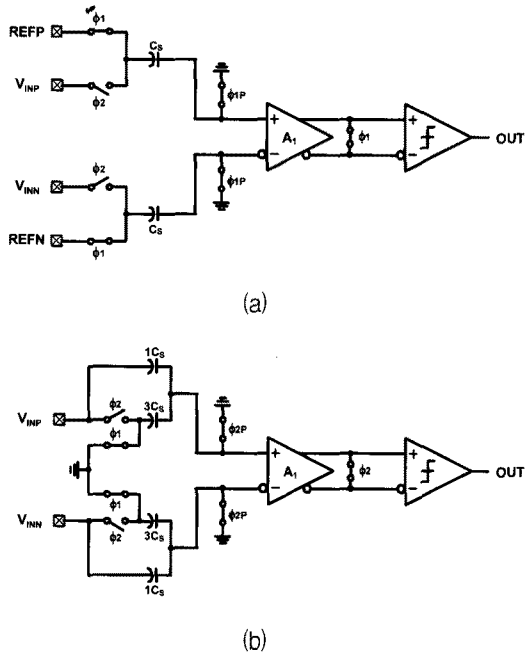 REFP
ϕ1
CS
VINP
ϕ2
ϕ1P
+
A1
−
ϕ1
+
−
OUT
ϕ2
VINN
ϕ1P
CS
REFN
ϕ1
(a)
1CS
ϕ2
3CS
VINP
ϕ1
ϕ2P
+
A1
−
ϕ2
+
−
OUT
ϕ1
3CS
VINN
ϕ2
ϕ2P
1CS
(b)